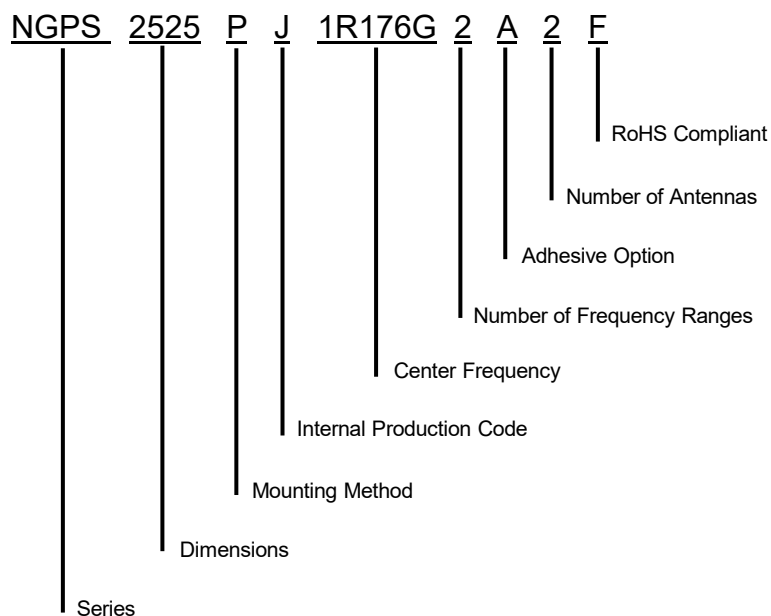 NGPS 2525 P J 1R176G 2 A 2 F
RoHS Compliant
Number of Antennas
Adhesive Option
Number of Frequency Ranges
Center Frequency
Internal Production Code
Mounting Method
Dimensions
Series